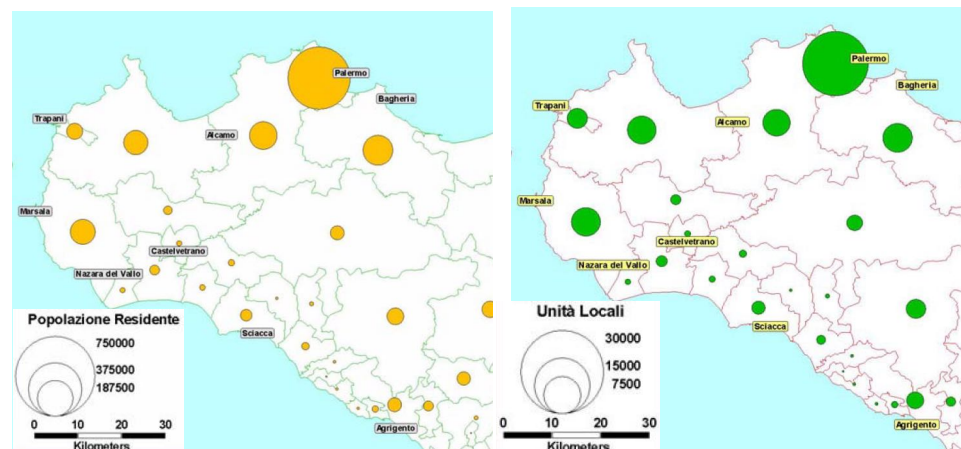 Palermo
Bagheria
Trapani
Alcamo
Marsala
Castelvetrano
Nazara del Vallo
Sciacca
Agrigento
Popolazione Residente
750000
375000
187500
0 10 20 30
Kilometers
Palermo
Bagheria
Trapani
Alcamo
Marsala
Castelvetrano
Nazara del Vallo
Sciacca
Agrigento
Unità Locali
30000
15000
7500
0 10 20 30
Kilometers